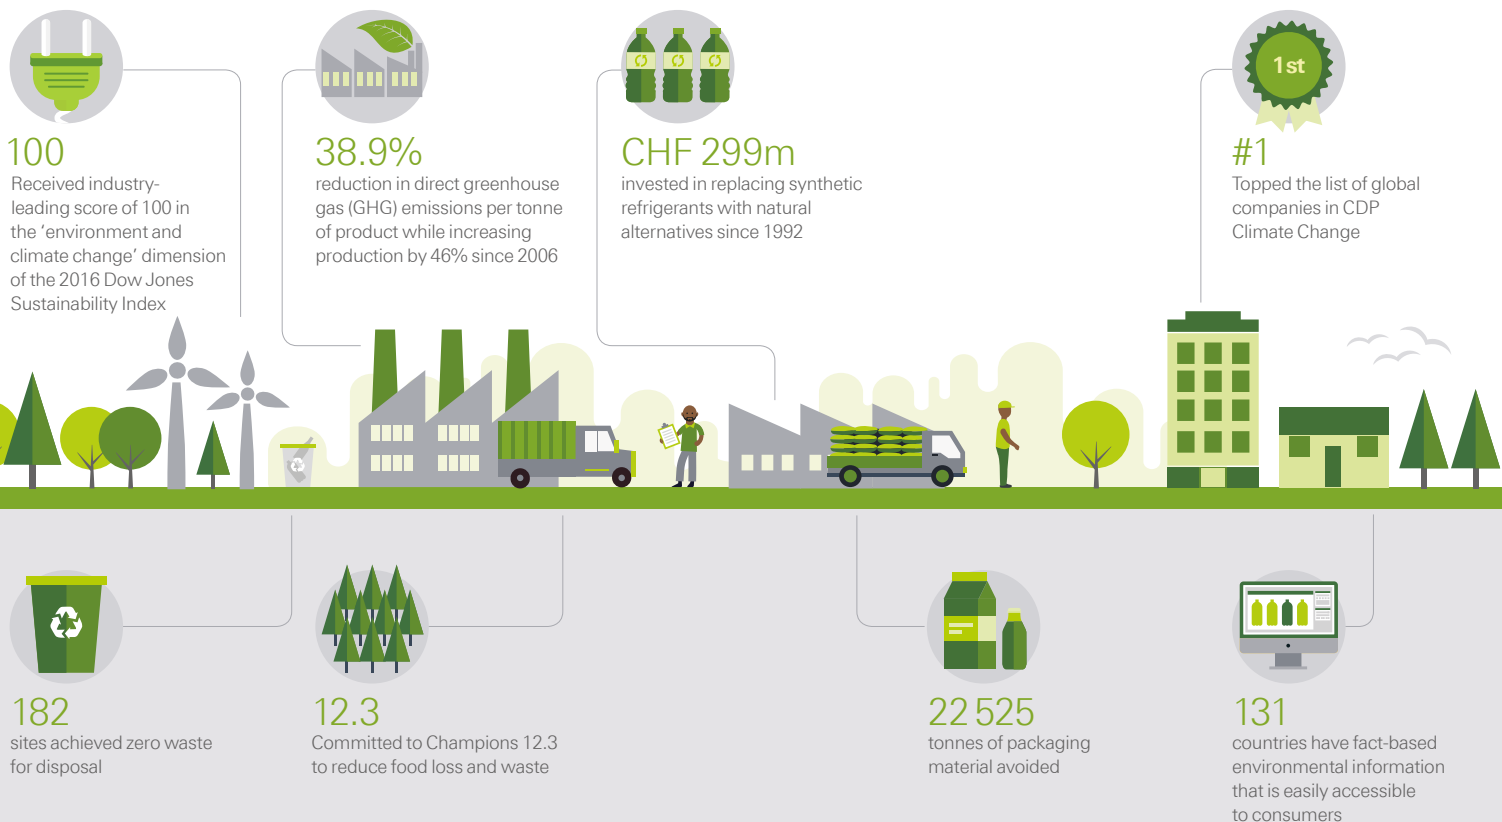 100
Received industry-
leading score of 100 in
the ‘environment and
climate change’ dimension
of the 2016 Dow Jones
Sustainability Index
38.9%
reduction in direct greenhouse
gas (GHG) emissions per tonne
of product while increasing
production by 46% since 2006
CHF 299m
invested in replacing synthetic
refrigerants with natural
alternatives since 1992
1st
#1
Topped the list of global
companies in CDP
Climate Change
182
sites achieved zero waste
for disposal
12.3
Committed to Champions 12.3
to reduce food loss and waste
22 525
tonnes of packaging
material avoided
131
countries have fact-based
environmental information
that is easily accessible
to consumers